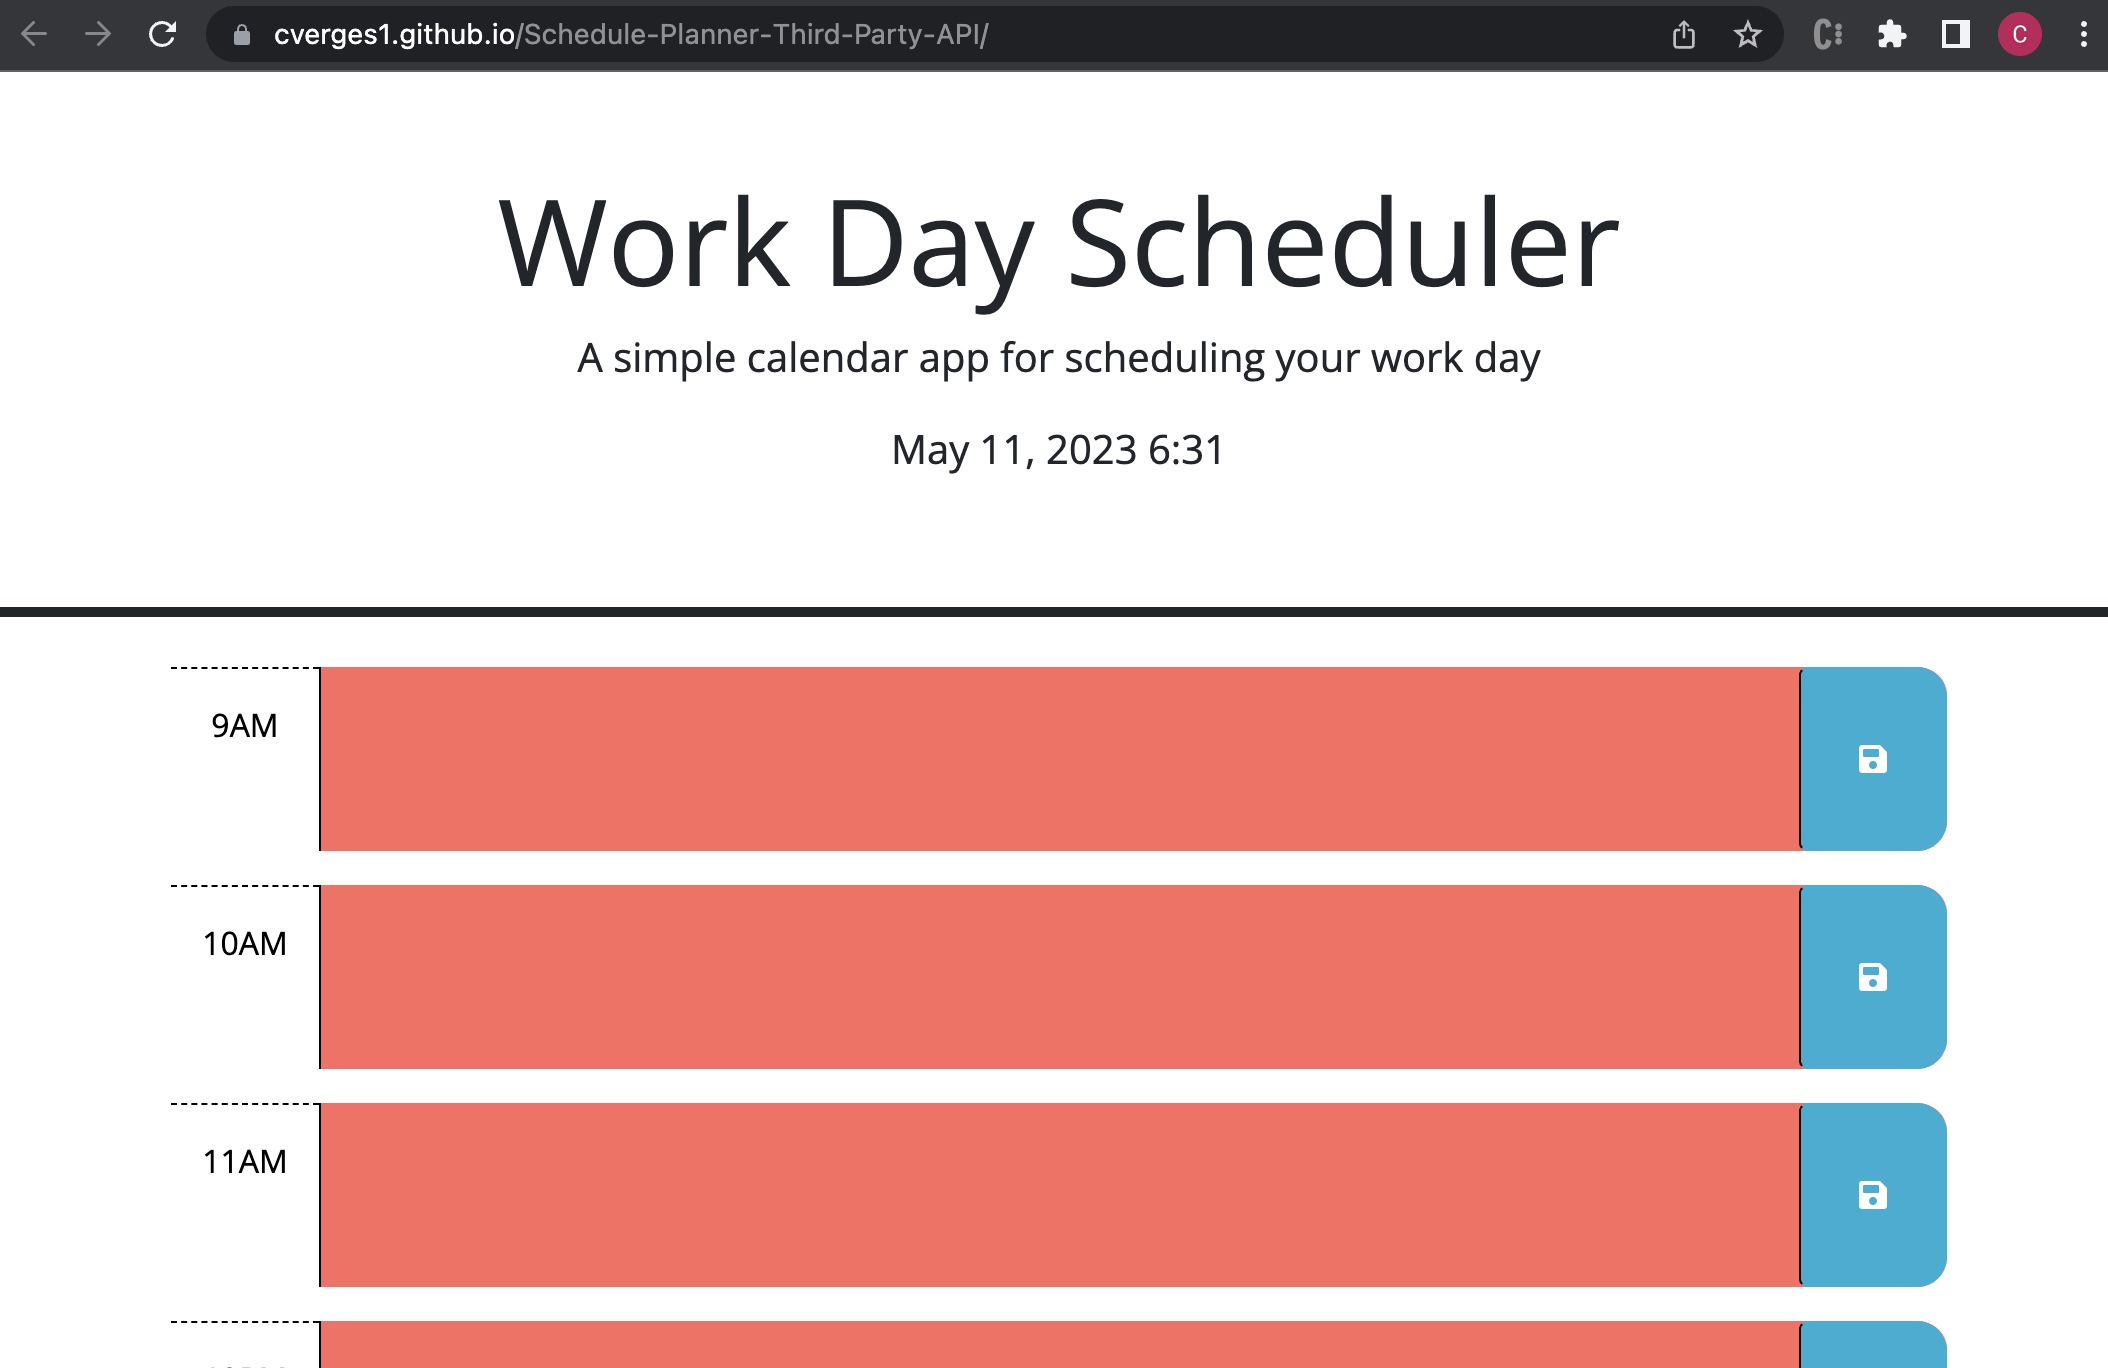 cverges1.github.io/Schedule-Planner-Third-Party-API/
C
Work Day Scheduler
A simple calendar app for scheduling your work day
May 11, 2023 6:31
9AM
10AM
11AM